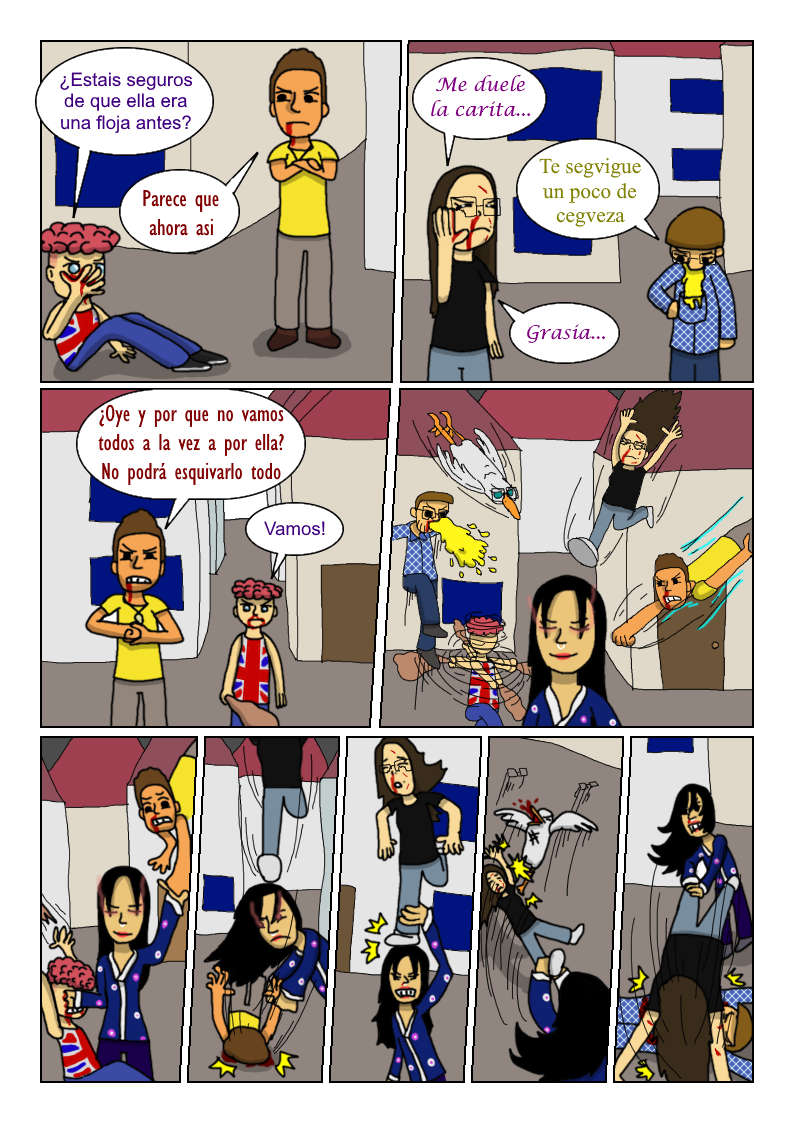 ¿Estais seguros
de que ella era
una floja antes?
Parece que
ahora asi
Me duele
la carita...
Te segvigue
un poco de
cegveza
Grasia...
¿Oye y por que no vamos
todos a la vez a por ella?
No podrá esquivarlo todo
Vamos!